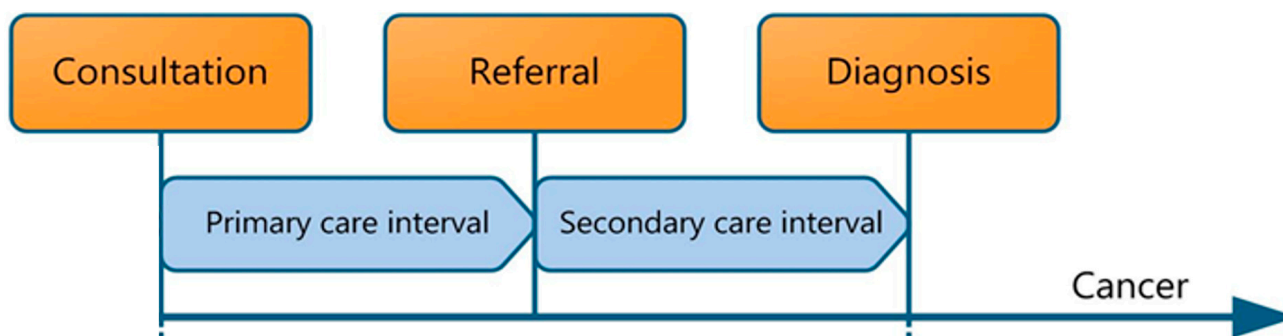 Consultation
Referral
Diagnosis
Primary care interval
Secondary care interval
Cancer